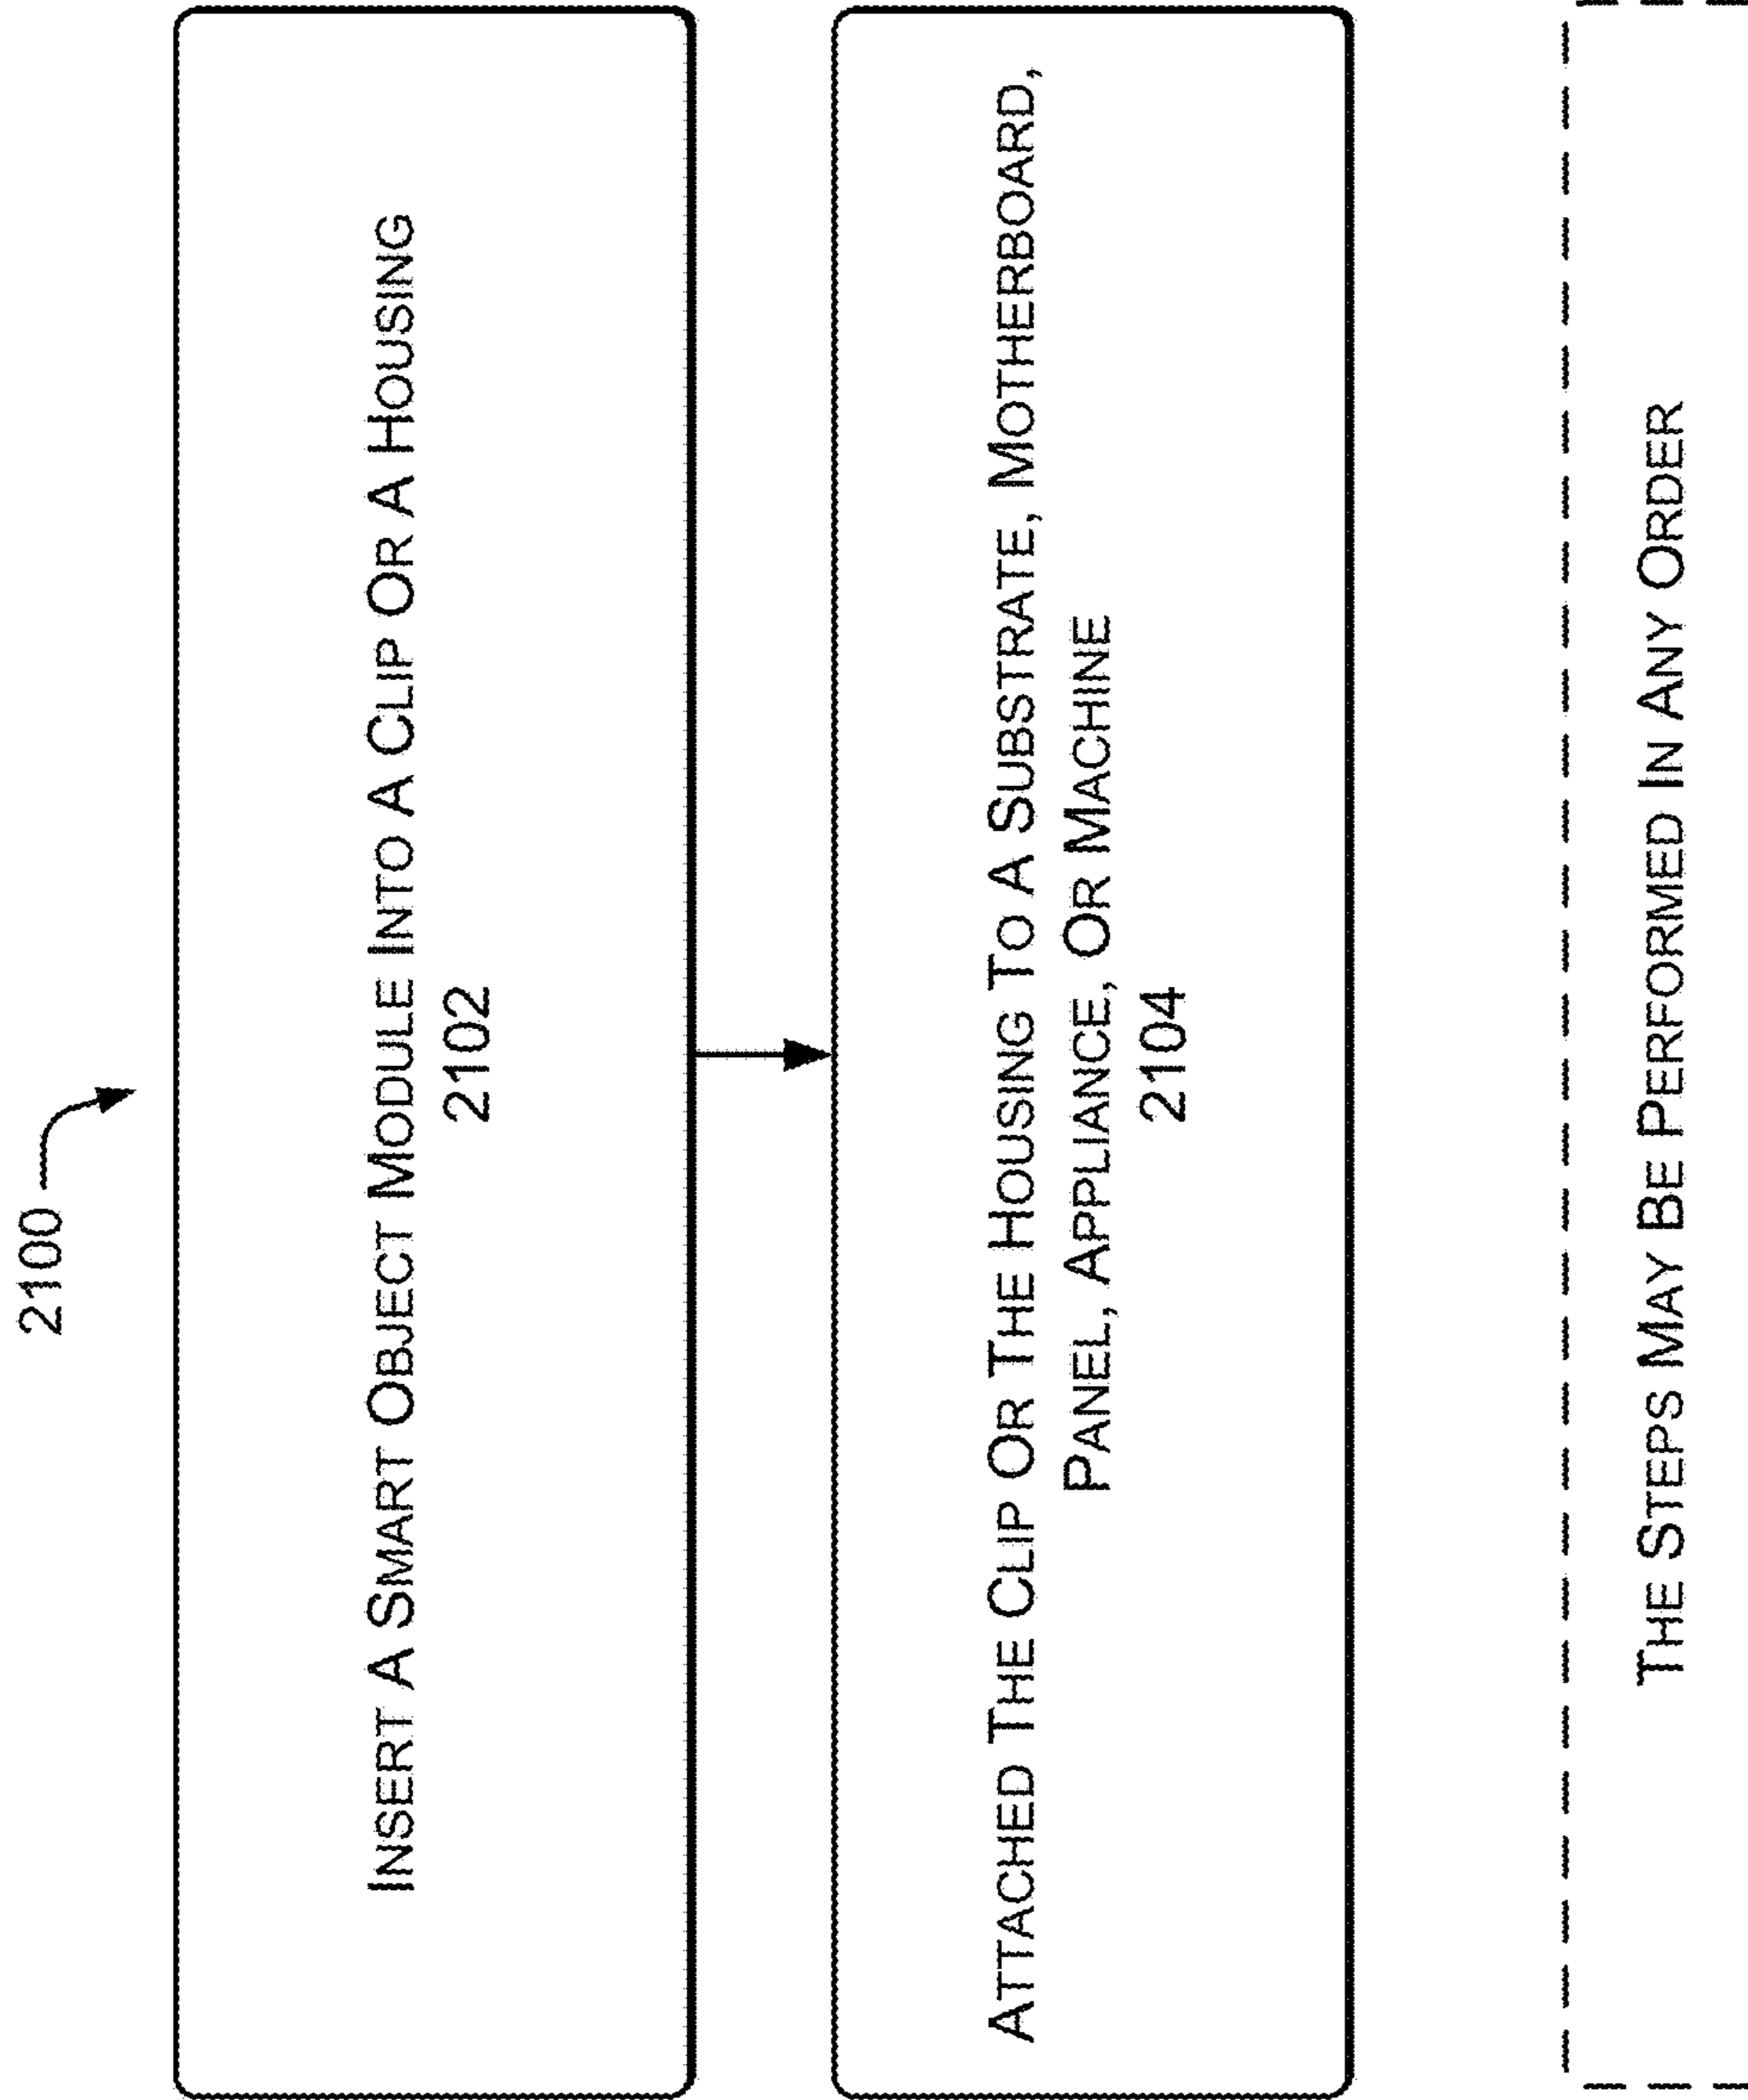 2100
INSERT A SMART OBJECT MODULE INTO A CLIP OR A HOUSING
2102
ATTACHED THE CLIP OR THE HOUSING TO A SUBSTRATE, MOTHERBOARD,
PANEL, APPLIANCE, OR MACHINE
2104
THE STEPS MAY BE PERFORMED IN ANY ORDER